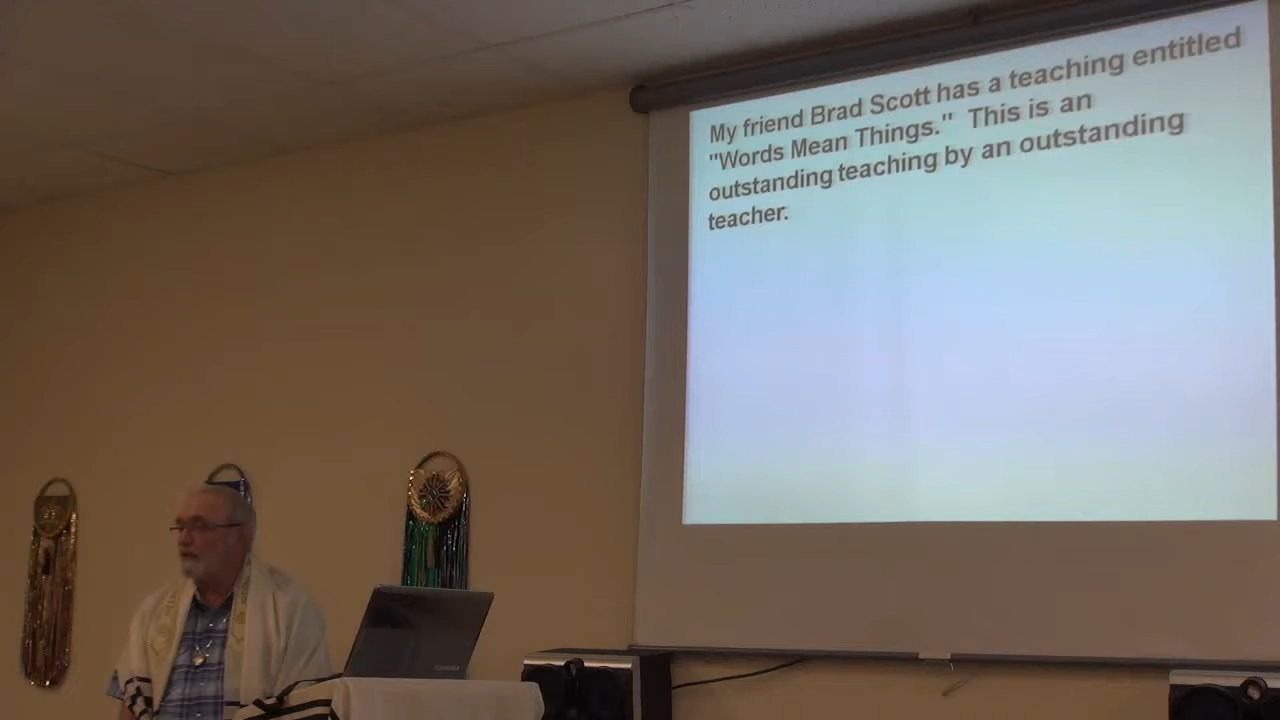 My friend Brad Scott has a teaching entitled
"Words Mean Things."  This is an
outstanding teaching by an outstanding
teacher.
TOSHIBA